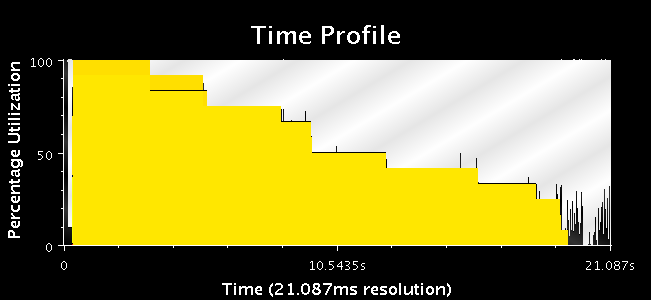 Time Profile
Percentage Utilization
100
50
0
0
10.5435s
21.087s
Time (21.087ms resolution)